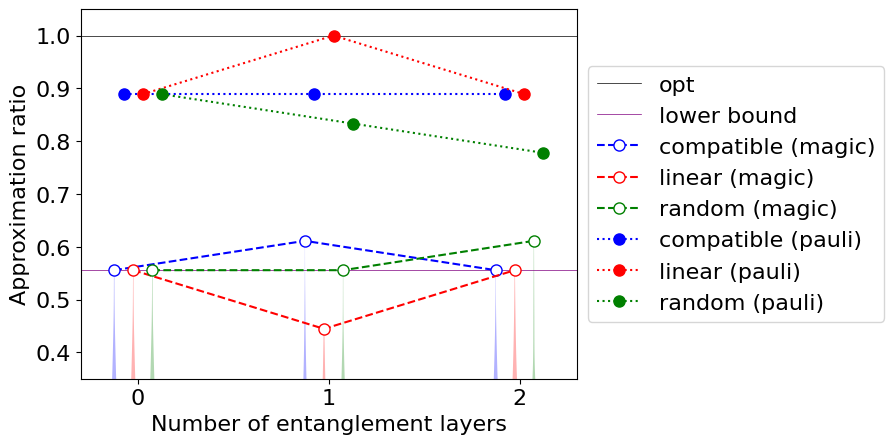 1.0
0.9
0.8
0.7
0.6
0.5
0.4
Approximation ratio
0 1 2
Number of entanglement layers
opt
lower bound
compatible (magic)
linear (magic)
random (magic)
compatible (pauli)
linear (pauli)
random (pauli)